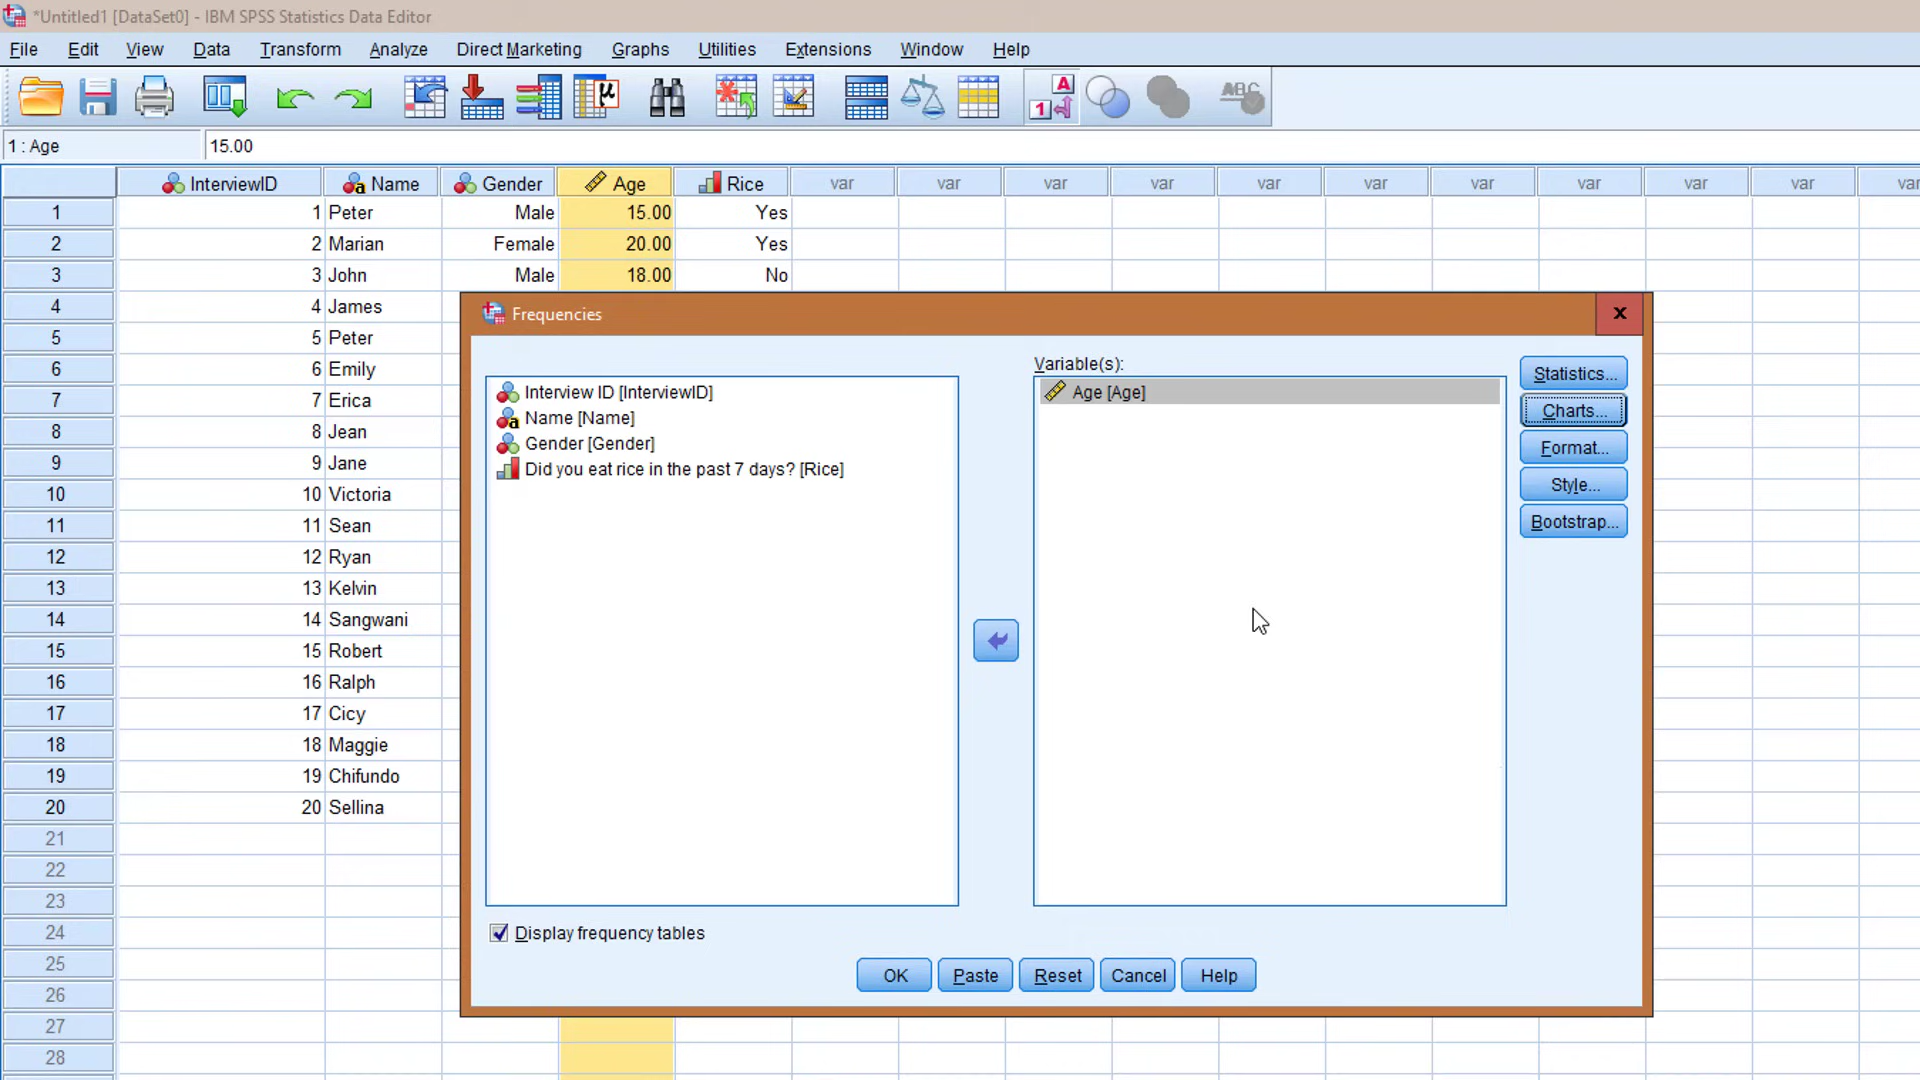 *Untitled1 [DataSet0] - IBM SPSS Statistics Data Editor
File Edit View Data Transform Analyze Direct Marketing Graphs Utilities Extensions Window Help
1 : Age 15.00
InterviewID Name Gender Age Rice var var var var var var var var var var var
1 1 Peter Male 15.00 Yes
2 2 Marian Female 20.00 Yes
3 3 John Male 18.00 No
4 4 James
5 5 Peter
6 6 Emily
7 7 Erica
8 8 Jean
9 9 Jane
10 10 Victoria
11 11 Sean
12 12 Ryan
13 13 Kelvin
14 14 Sangwani
15 15 Robert
16 16 Ralph
17 17 Cicy
18 18 Maggie
19 19 Chifundo
20 20 Sellina
21
22
23
24
25
26
27
28
Frequencies
Variable(s):
Interview ID [InterviewID]
Name [Name]
Gender [Gender]
Did you eat rice in the past 7 days? [Rice]
Age [Age]
Statistics...
Charts...
Format...
Style...
Bootstrap...
Display frequency tables
OK Paste Reset Cancel Help